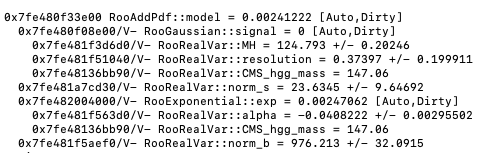 0x7fe480f33e00 RooAddPdf::model = 0.00241222 [Auto,Dirty]
0x7fe480f08e00/V- RooGaussian::signal = 0 [Auto,Dirty]
0x7fe481f3d6d0/V- RooRealVar::MH = 124.793 +/- 0.20246
0x7fe481f51040/V- RooRealVar::resolution = 0.37397 +/- 0.199911
0x7fe48136bb90/V- RooRealVar::CMS_hgg_mass = 147.06
0x7fe481a7cd30/V- RooRealVar::norm_s = 23.6345 +/- 9.64692
0x7fe482004000/V- RooExponential::exp = 0.00247062 [Auto,Dirty]
0x7fe481f563d0/V- RooRealVar::alpha = -0.0408222 +/- 0.00295502
0x7fe48136bb90/V- RooRealVar::CMS_hgg_mass = 147.06
0x7fe481f5aef0/V- RooRealVar::norm_b = 976.213 +/- 32.0915